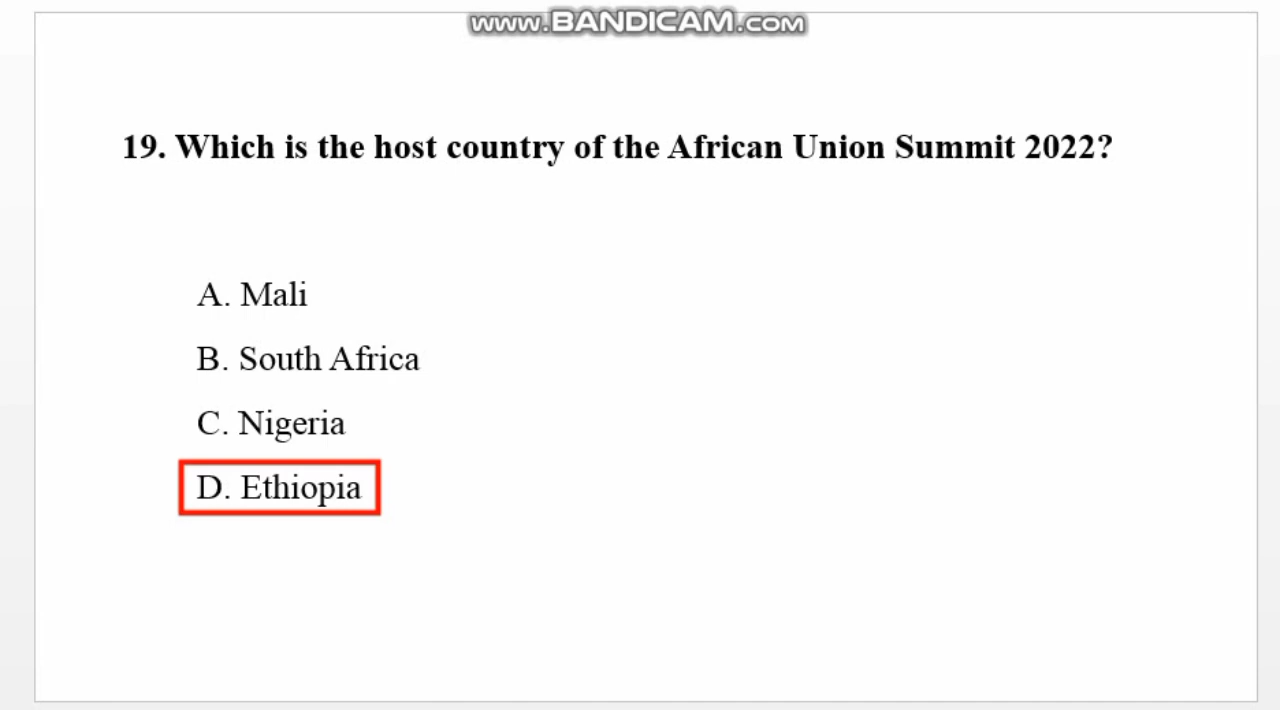 www.BANDICAM.com
19. Which is the host country of the African Union Summit 2022?
A. Mali
B. South Africa
C. Nigeria
D. Ethiopia